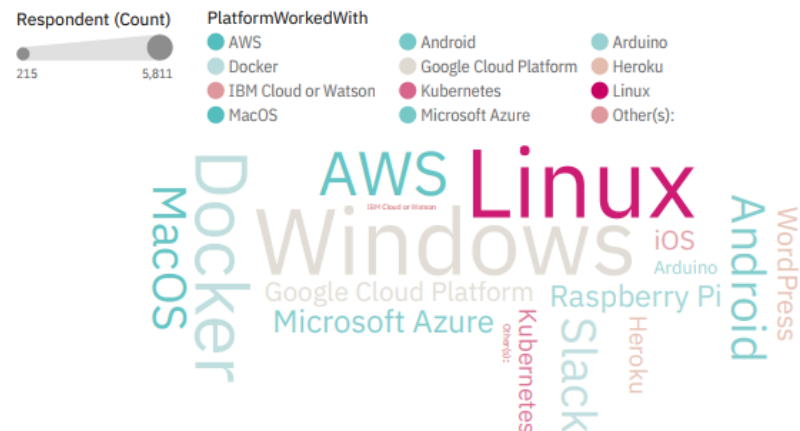 Respondent (Count)
215
5,811
PlatformWorkedWith
AWS
Android
Arduino
Docker
Google Cloud Platform
Heroku
IBM Cloud or Watson
Kubernetes
Linux
MacOS
Microsoft Azure
Other(s):
AWS
Linux
IBM Cloud or Watson
Docker
MacOS
Windows
iOS
Android
WordPress
Arduino
Google Cloud Platform
Raspberry Pi
Microsoft Azure
Other(s):
Kubernetes
Slack
Heroku